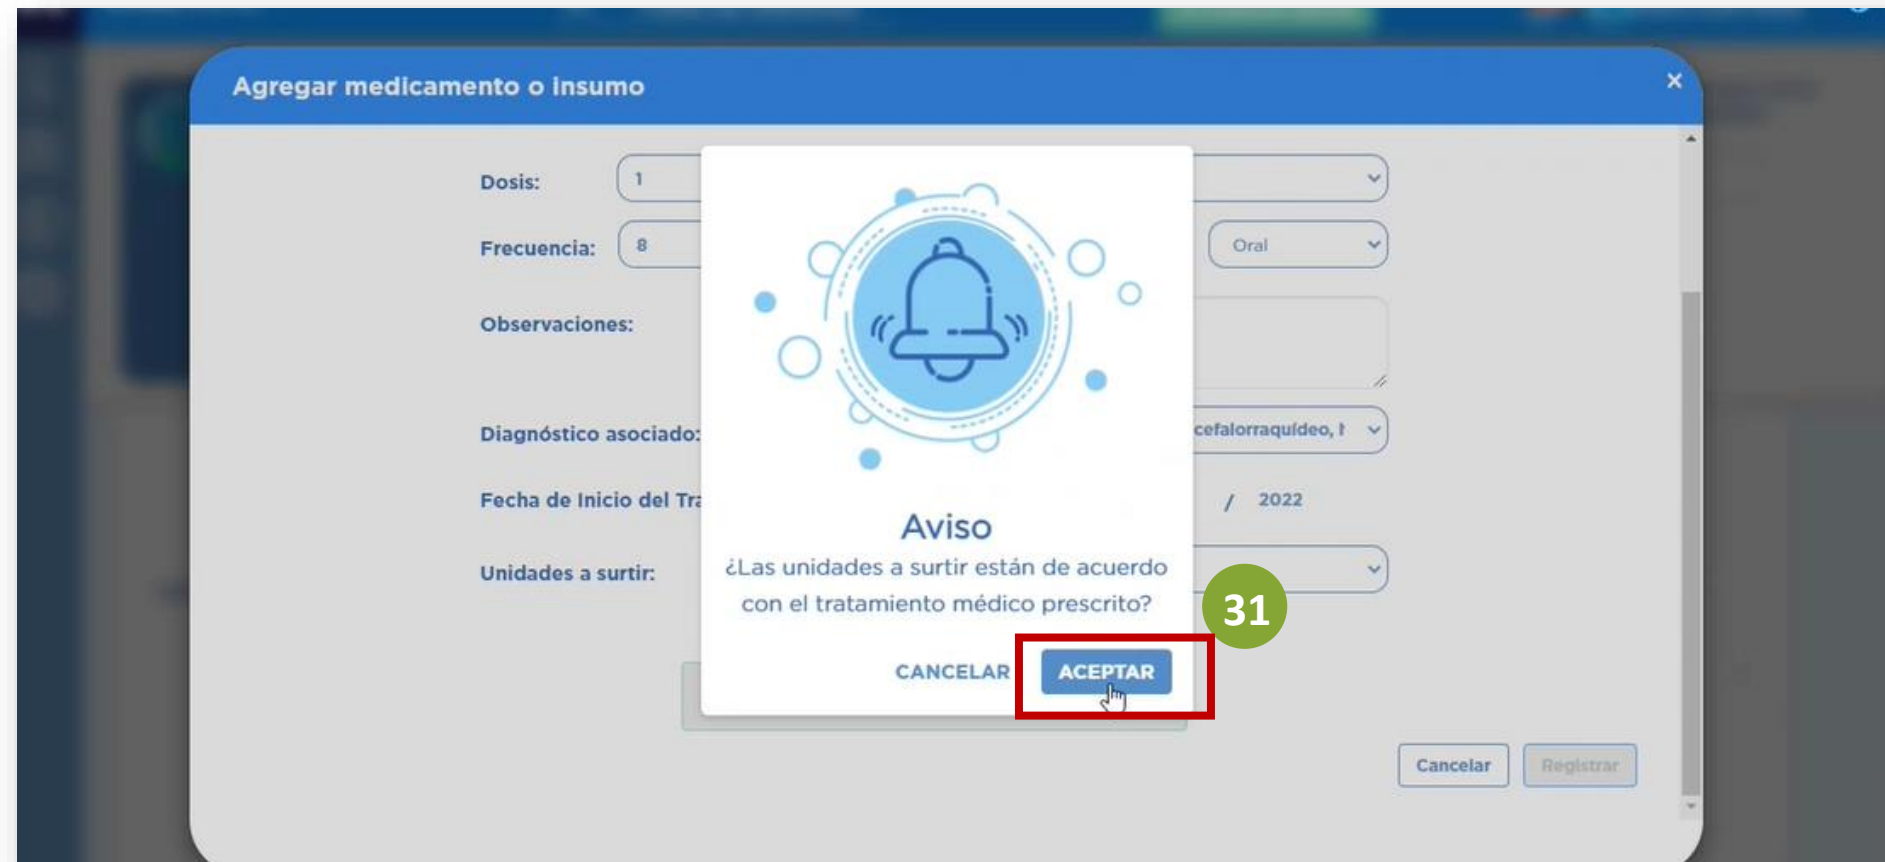 Agregar medicamento o insumo
×
Dosis: 1
Frecuencia: 8 Oral
Observaciones:
Diagnóstico asociado: cefalorraquídeo,
Fecha de Inicio del / 2022
Unidades a surtir:
Aviso
¿Las unidades a surtir están de acuerdo
con el tratamiento médico prescrito?
31
CANCELAR ACEPTAR
Cancelar Registrar